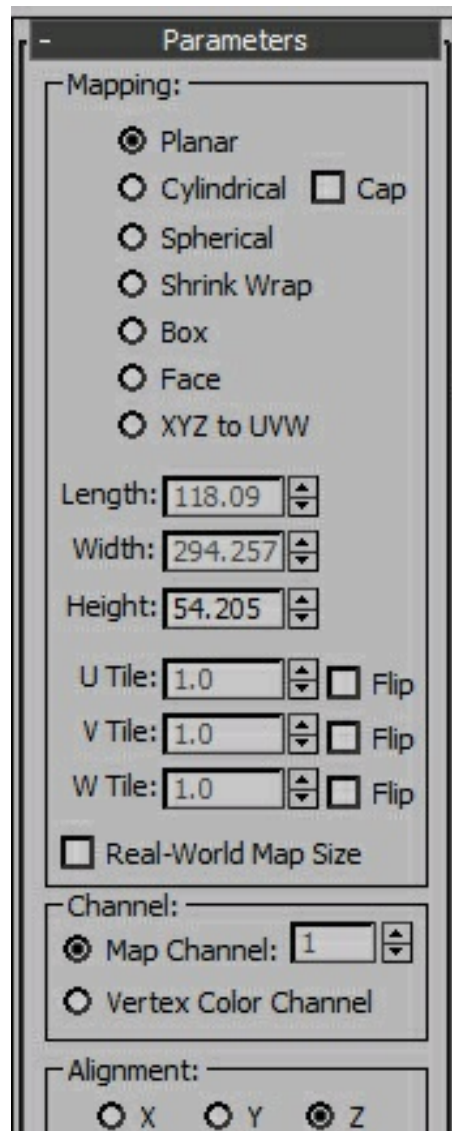 - Parameters
Mapping:
Planar
Cylindrical Cap
Spherical
Shrink Wrap
Box
Face
XYZ to UVW
Length: 118.09
Width: 294.257
Height: 54.205
U Tile: 1.0 Flip
V Tile: 1.0 Flip
W Tile: 1.0 Flip
Real-World Map Size
Channel:
Map Channel: 1
Vertex Color Channel
Alignment:
X Y Z